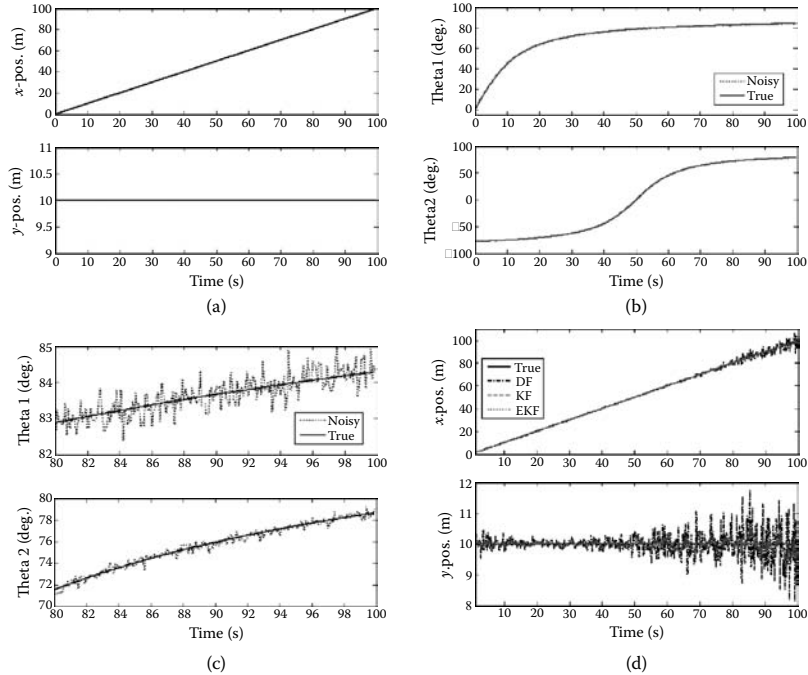 x-pos. (m)
100
80
60
40
20
0
0 10 20 30 40 50 60 70 80 90 100
y-pos. (m)
11
10.5
10
9.5
9
0 10 20 30 40 50 60 70 80 90 100
Time (s)
(a)
Theta1 (deg.)
100
80
60
40
20
0
Noisy
True
0 10 20 30 40 50 60 70 80 90 100
Theta2 (deg.)
100
50
0
□50
□100
0 10 20 30 40 50 60 70 80 90 100
Time (s)
(b)
Theta 1 (deg.)
85
84
83
82
Noisy
True
80 82 84 86 88 90 92 94 96 98 100
Theta 2 (deg.)
80
78
76
74
72
70
80 82 84 86 88 90 92 94 96 98 100
Time (s)
(c)
x.pos. (m)
100
80
60
40
20
0
True
DF
KF
EKF
10 20 30 40 50 60 70 80 90 100
y.pos. (m)
12
11
10
9
8
10 20 30 40 50 60 70 80 90 100
Time (s)
(d)